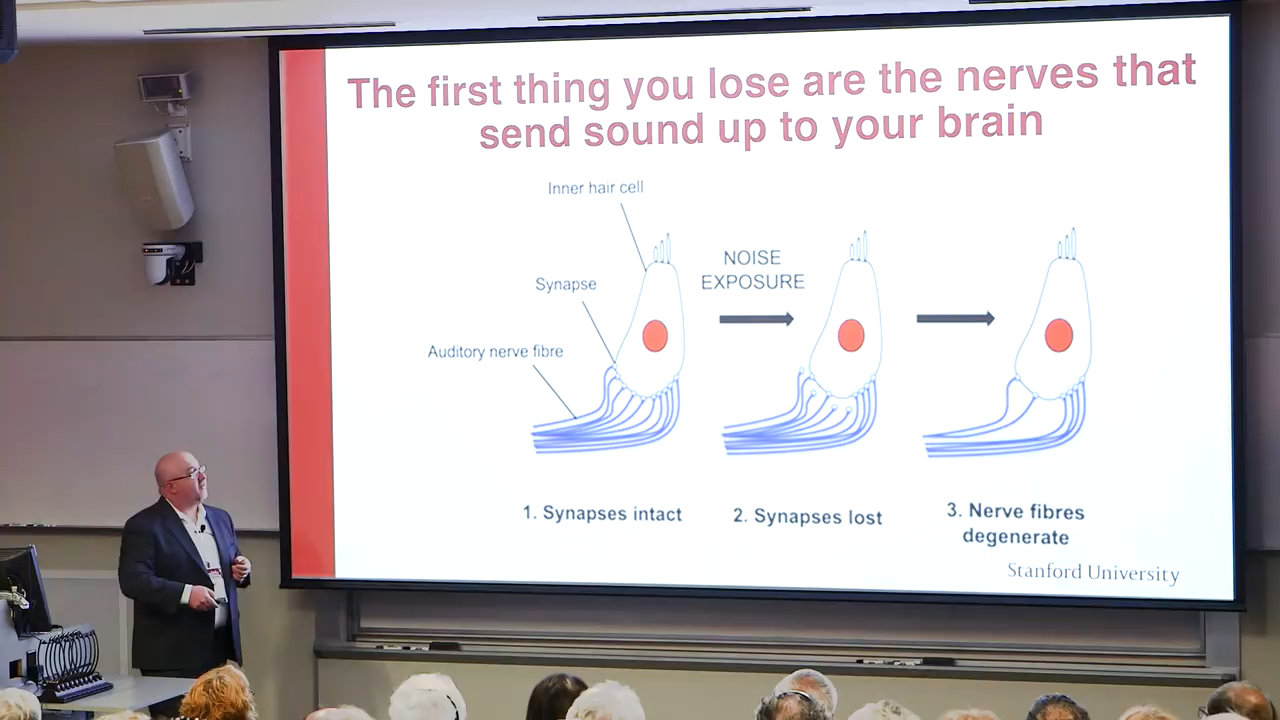 The first thing you lose are the nerves that
send sound up to your brain
Inner hair cell
NOISE
EXPOSURE
Synapse
Auditory nerve fibre
1. Synapses intact
2. Synapses lost
3. Nerve fibres
degenerate
Stanford University